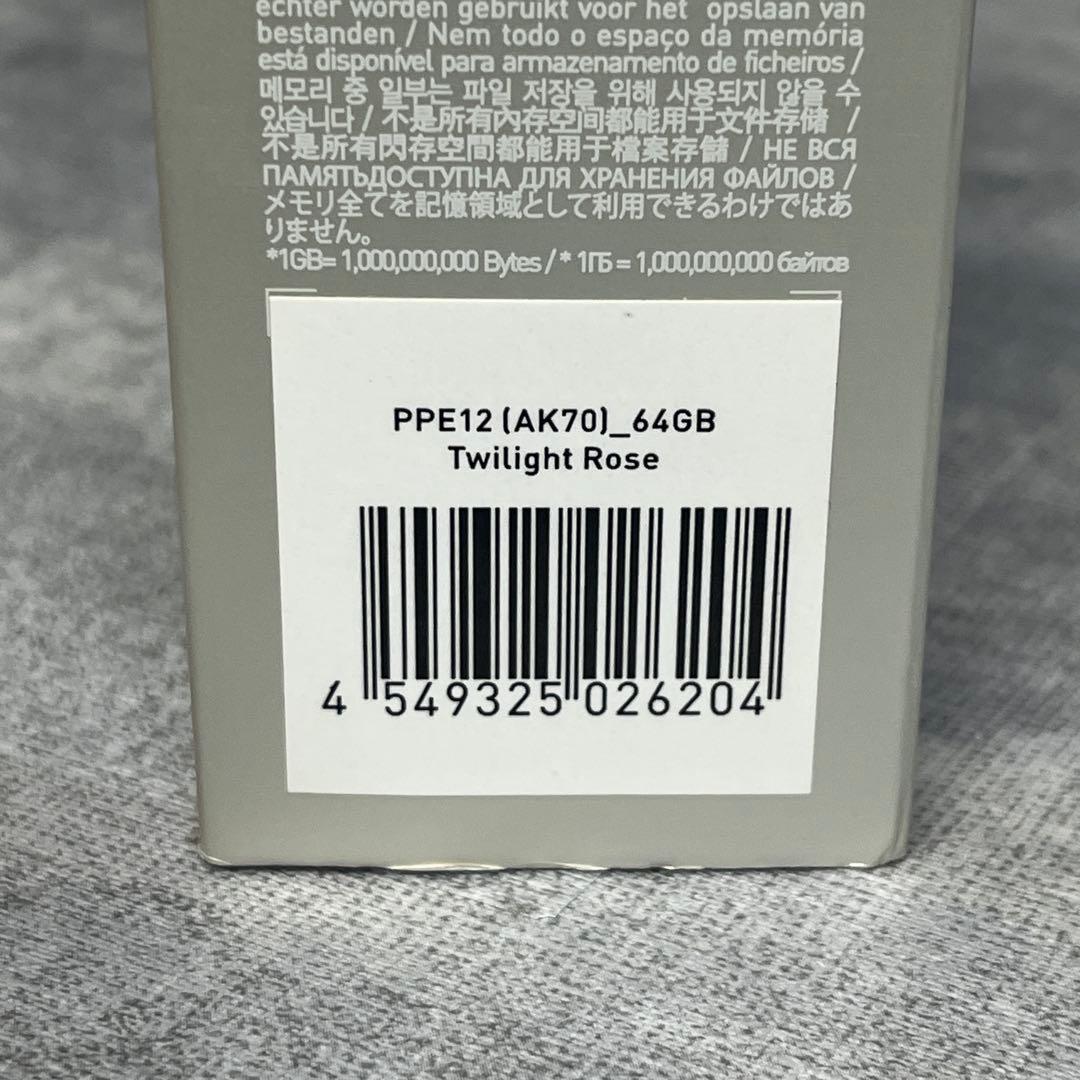 echter worden gebruikt voor het opslaan van
bestanden / Nem todo o espaço da memória
está disponível para armazenamento de ficheiros /
메모리 중 일부는 파일 저장을 위해 사용되지 않을 수
있습니다 / 不是所有内存空间都能用于文件存储 /
不是所有閃存空間都能用于檔案存儲 / НЕ ВСЯ
ПАМЯТЬДОСТУПНА ДЛЯ ХРАНЕНИЯ ФАЙЛОВ /
メモリ全てを記憶領域として利用できるわけではあ
りません。
*1GB= 1,000,000,000 Bytes / * 1ГБ = 1,000,000,000 байтов
PPE12 (AK70)_64GB
Twilight Rose
4 549325 026204